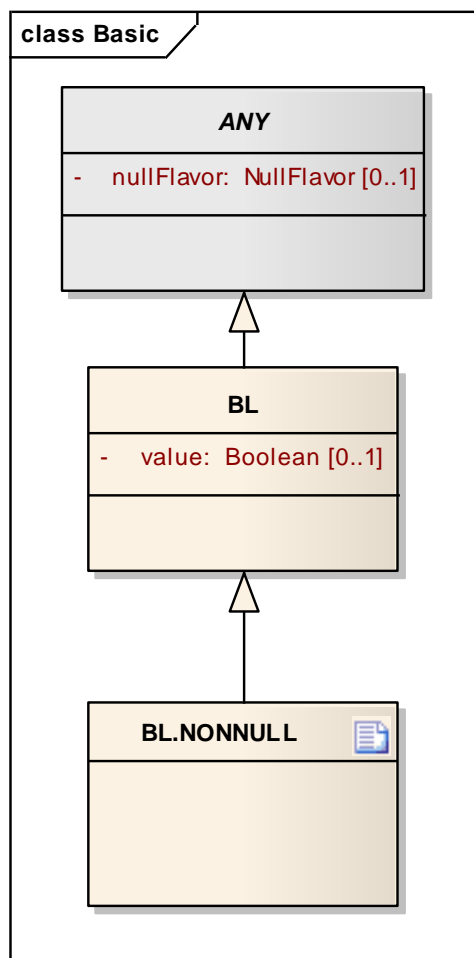 class Basic
ANY
- nullFlavor: NullFlavor [0..1]
BL
- value: Boolean [0..1]
BL.NONNULL